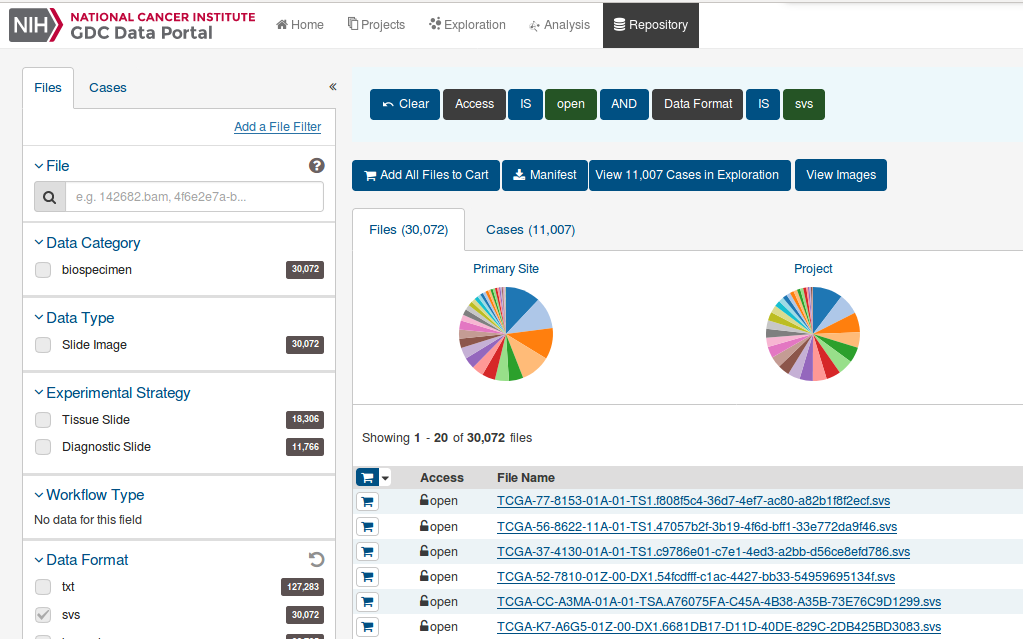 NIH NATIONAL CANCER INSTITUTE
GDC Data Portal
Home Projects Exploration Analysis Repository
Files Cases «
Add a File Filter
File ?
e.g. 142682.bam, 4f6e2e7a-b...
Data Category
biospecimen 30,072
Data Type
Slide Image 30,072
Experimental Strategy
Tissue Slide 18,306
Diagnostic Slide 11,766
Workflow Type
No data for this field
Data Format
txt 127,283
svs 30,072
Clear Access IS open AND Data Format IS svs
Add All Files to Cart Manifest View 11,007 Cases in Exploration View Images
Files (30,072) Cases (11,007)
Primary Site Project
Showing 1 - 20 of 30,072 files
Access File Name
open TCGA-77-8153-01A-01-TS1.f808f5c4-36d7-4ef7-ac80-a82b1f8f2ecf.svs
open TCGA-56-8622-11A-01-TS1.47057b2f-3b19-4f6d-bff1-33e772da9f46.svs
open TCGA-37-4130-01A-01-TS1.c9786e01-c7e1-4ed3-a2bb-d56ce8efd786.svs
open TCGA-52-7810-01Z-00-DX1.54fcdfff-c1ac-4427-bb33-54959695134f.svs
open TCGA-CC-A3MA-01A-01-TSA.A76075FA-C45A-4B38-A35B-73E76C9D1299.svs
open TCGA-K7-A6G5-01Z-00-DX1.6681DB17-D11D-40DE-829C-2DB425BD3083.svs